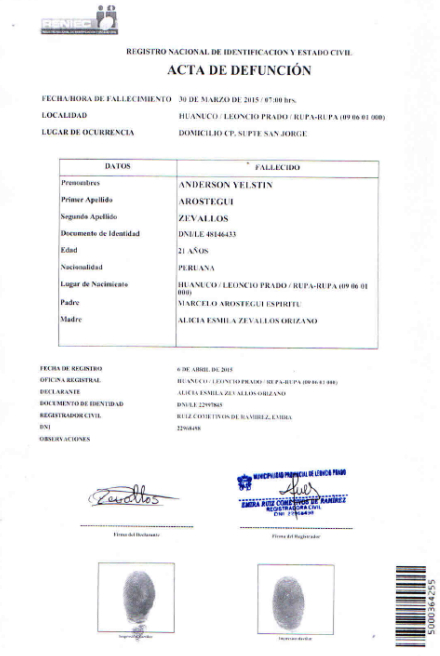 RENIEC
REGISTRO NACIONAL DE IDENTIFICACION Y ESTADO CIVIL
ACTA DE DEFUNCIÓN
FECHA/HORA DE FALLECIMIENTO 30 DE MARZO DE 2015 / 07:00 hrs.
LOCALIDAD HUANUCO / LEONCIO PRADO / RUPA-RUPA (09 06 01 000)
LUGAR DE OCURRENCIA DOMICILIO CP. SUPTE SAN JORGE
DATOS FALLECIDO
Prenombres ANDERSON YELSTIN
Primer Apellido AROSTEGUI
Segundo Apellido ZEVALLOS
Documento de Identidad DNI/LE 48146433
Edad 21 AÑOS
Nacionalidad PERUANA
Lugar de Nacimiento HUANUCO / LEONCIO PRADO / RUPA-RUPA (09 06 01 000)
Padre MARCELO AROSTEGUI ESPIRITU
Madre ALICIA ESMILA ZEVALLOS ORIZANO
FECHA DE REGISTRO 6 DE ABRIL DE 2015
OFICINA REGISTRAL HUANUCO / LEONCIO PRADO / RUPA-RUPA (09 06 01 000)
DECLARANTE ALICIA ESMILA ZEVALLOS ORIZANO
DOCUMENTO DE IDENTIDAD DNI/LE
REGISTRADOR CIVIL RUIZ COMETIVOS DE RAMIREZ, EMIRA
DNI
OBSERVACIONES
Zevallos
MUNICIPALIDAD PROVINCIAL DE LEONCIO PRADO
EMIRA RUIZ COMETIVOS DE RAMIREZ
REGISTRADORA CIVIL
DNI
Firma del Declarante Firma del Registrador
Impresión dactilar Impresión dactilar
5000364255